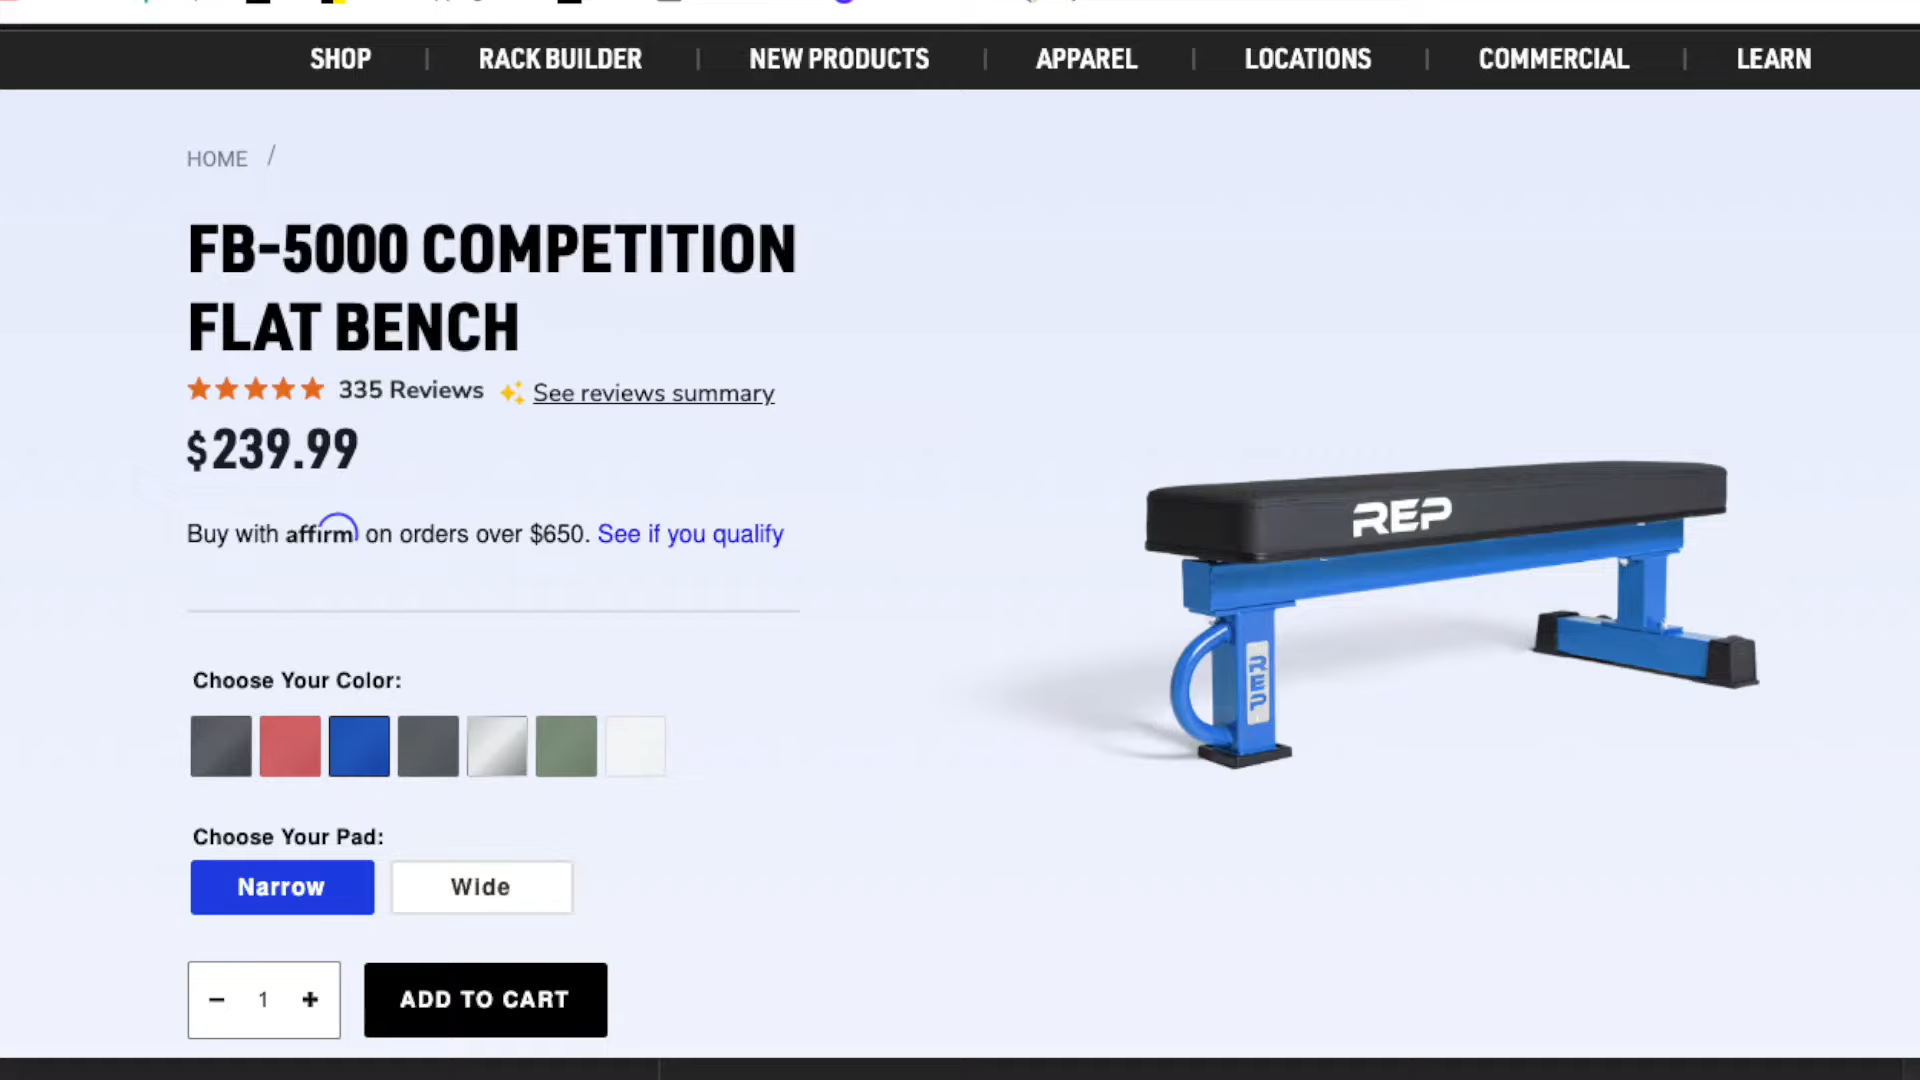 SHOP | RACK BUILDER | NEW PRODUCTS | APPAREL | LOCATIONS | COMMERCIAL | LEARN
HOME /
FB-5000 COMPETITION
FLAT BENCH
335 Reviews See reviews summary
$239.99
Buy with affirm on orders over $650. See if you qualify
REP
REP
Choose Your Color:
Choose Your Pad:
Narrow Wide
− 1 + ADD TO CART